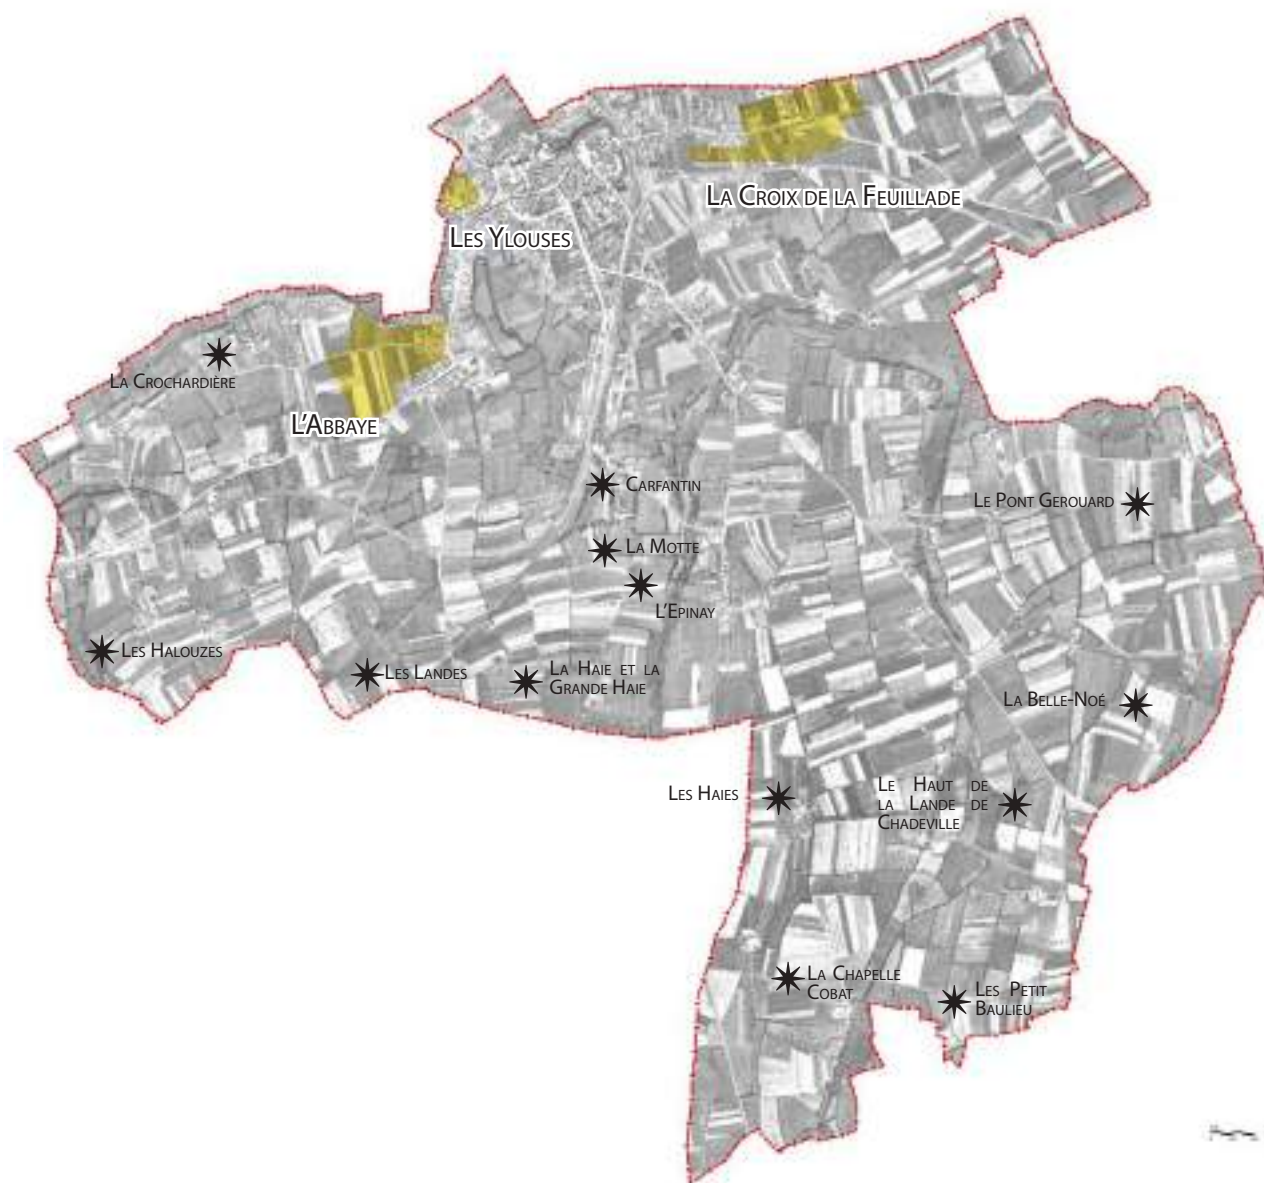 La Croix de la Feuillade
Les Ylouses
La Crochardière
L'Abbaye
Carfantin
Le Pont Gerouard
La Motte
L'Epinay
Les Halouzes
Les Landes
La Haie et la
Grande Haie
La Belle-Noé
Les Haies
Le Haut de
la Lande de
Chadeville
La Chapelle
Cobat
Les Petit
Baulieu